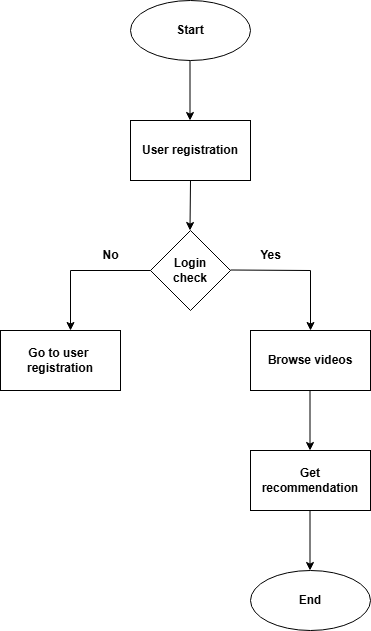 Start
User registration
Login
check
No
Yes
Go to user
registration
Browse videos
Get
recommendation
End